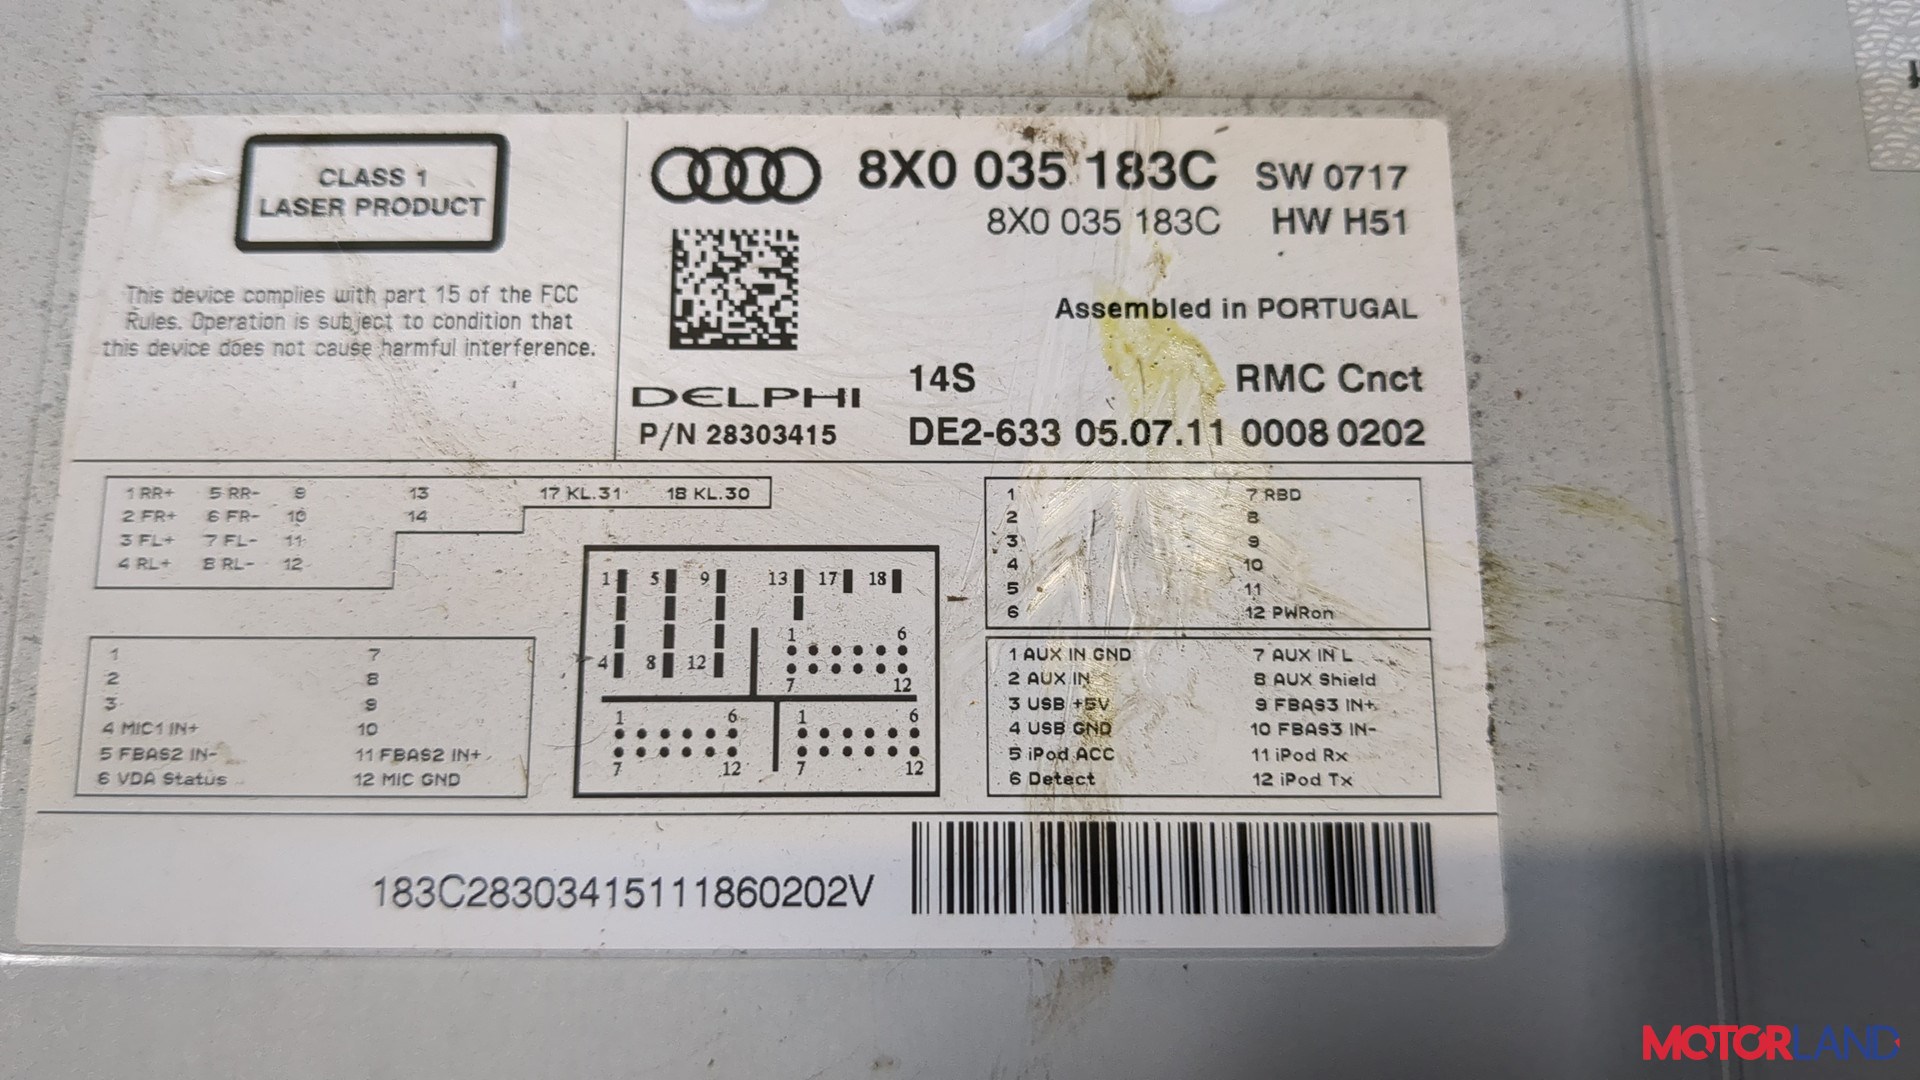 CLASS 1
LASER PRODUCT
This device complies with part 15 of the FCC
Rules. Operation is subject to condition that
this device does not cause harmful interference.
8X0 035 183C SW 0717
8X0 035 183C HW H51
Assembled in PORTUGAL
14S RMC Cnct
DELPHI
P/N 28303415
DE2-633 05.07.11 0008 0202
1 RR+ 5 RR- 9 13 17 KL.31 18 KL.30
2 FR+ 6 FR- 10 14
3 FL+ 7 FL- 11
4 RL+ 8 RL- 12
1 7
2 8
3 9
4 MIC1 IN+ 10
5 FBAS2 IN- 11 FBAS2 IN+
6 VDA Status 12 MIC GND
1 5 9 13 17 18
4 8 12
1 6
7 12
1 6 1 6
7 12 7 12
1 7 RBD
2 8
3 9
4 10
5 11
6 12 PWRon
1 AUX IN GND 7 AUX IN L
2 AUX IN 8 AUX Shield
3 USB +5V 9 FBAS3 IN+
4 USB GND 10 FBAS3 IN-
5 iPod ACC 11 iPod Rx
6 Detect 12 iPod Tx
183C28303415111860202V
MOTORLAND